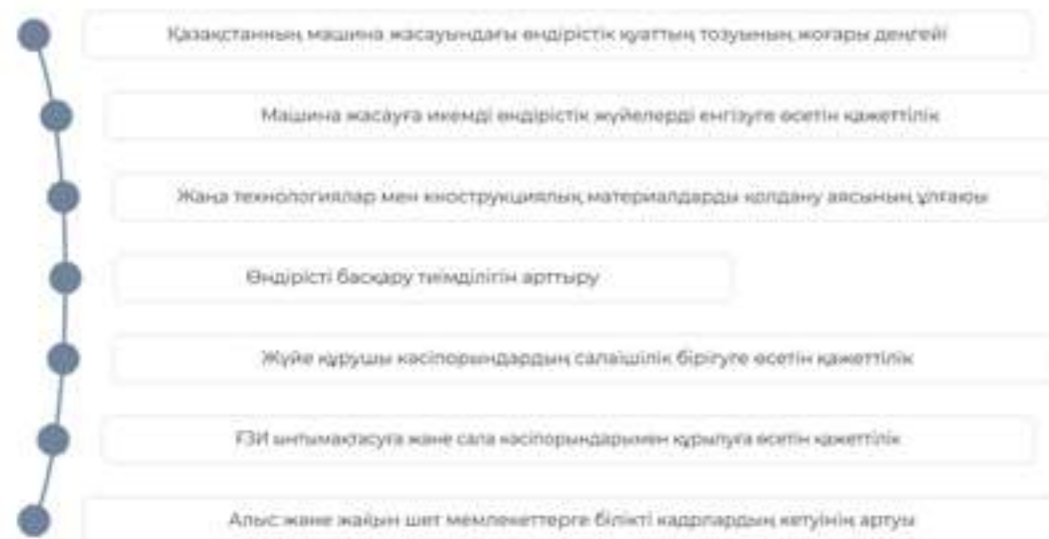 Қазақстанның машина жасауындағы өндірістік қуаттың тозуының жоғары деңгейі
Машина жасауға икемді өндірістік жүйелерді енгізуге өсетін қажеттілік
Жаңа технологиялар мен кнострукциялық материалдарды қолдану аясының ұлғаюы
Өндірісті басқару тиімділігін арттыру
Жүйе құрушы кәсіпорындардың салаішілік бірігуге өсетін қажеттілік
ҒЗИ ынтымақтасуға және сала кәсіпорындарымен құрылуға өсетін қажеттілік
Алыс және жақын шет мемлекеттерге білікті кадрлардың кетуінің артуы